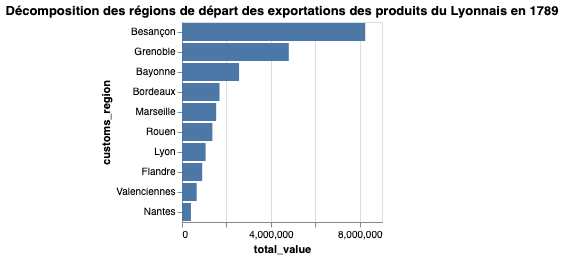 Décomposition des régions de départ des exportations des produits du Lyonnais en 1789
customs_region
Besançon
Grenoble
Bayonne
Bordeaux
Marseille
Rouen
Lyon
Flandre
Valenciennes
Nantes
0 4,000,000 8,000,000
total_value